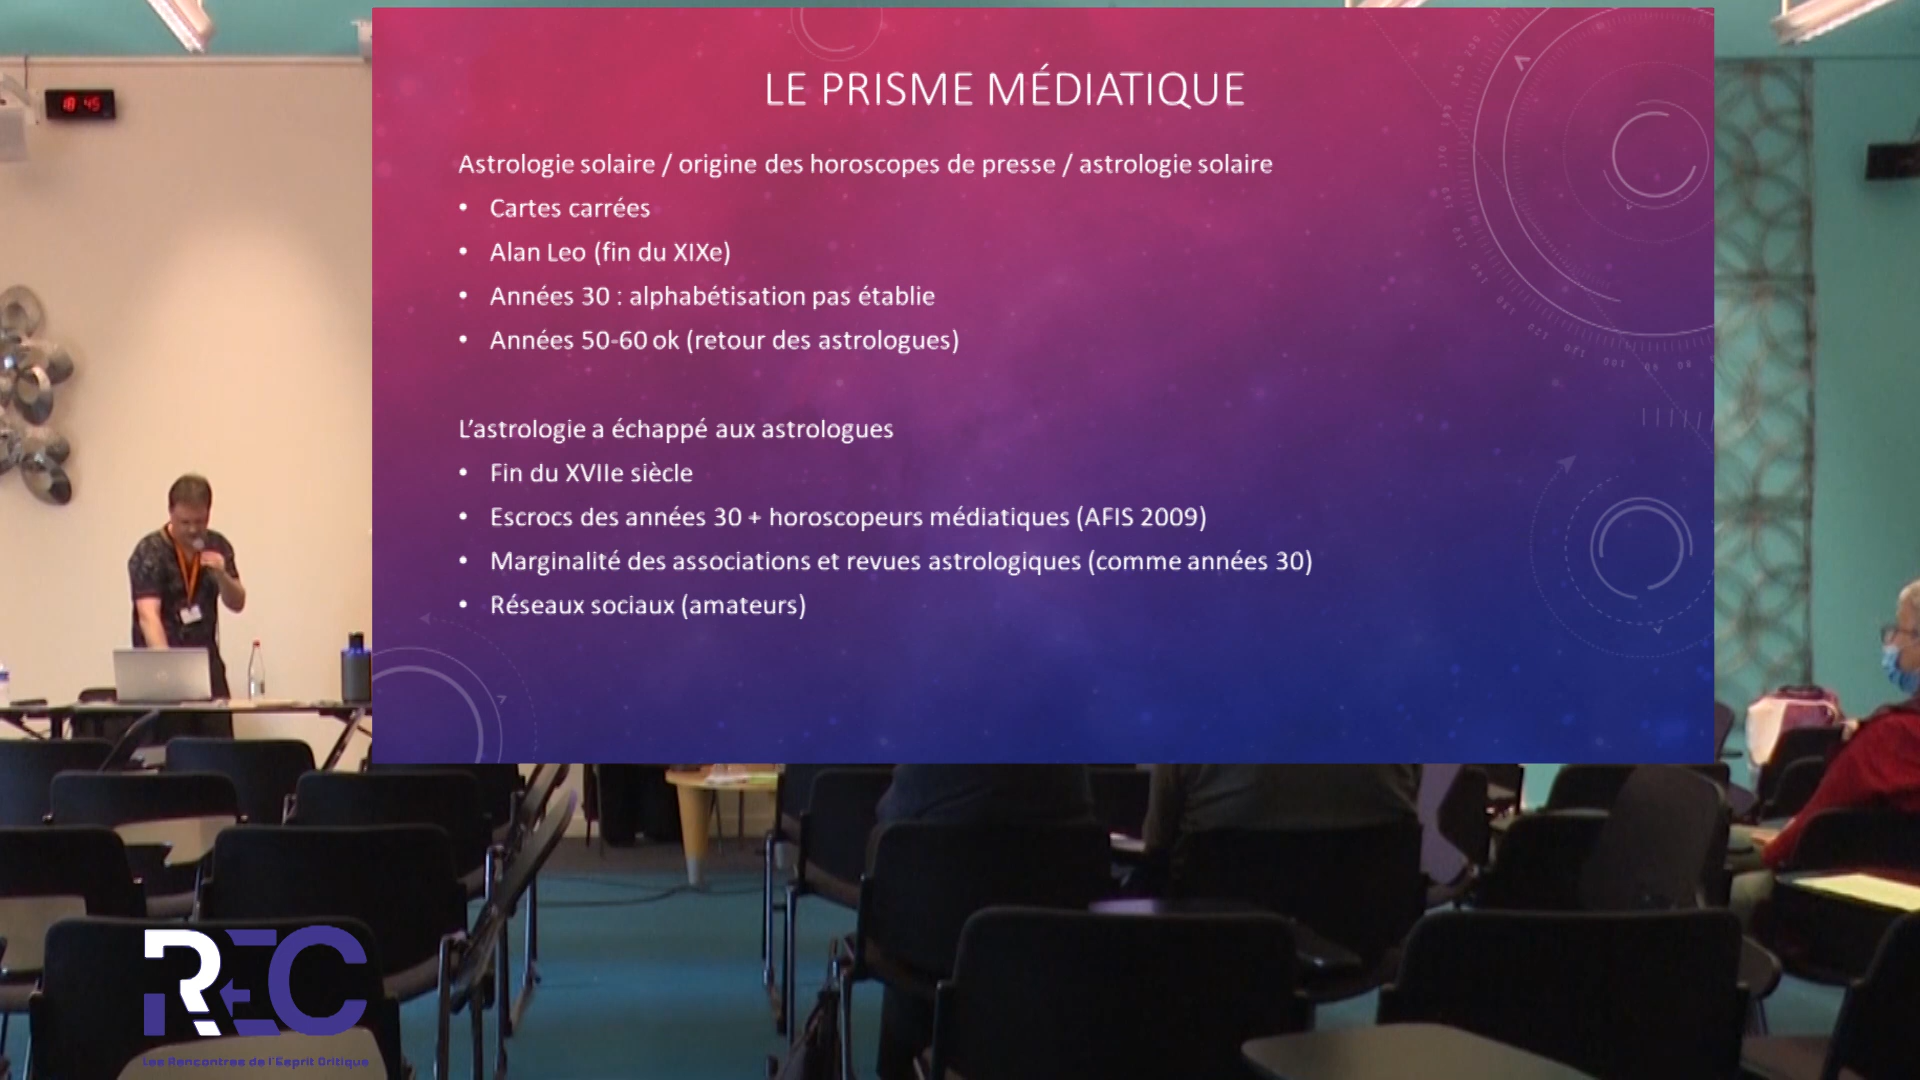 18 45
LE PRISME MÉDIATIQUE
Astrologie solaire / origine des horoscopes de presse / astrologie solaire
• Cartes carrées
• Alan Leo (fin du XIXe)
• Années 30 : alphabétisation pas établie
• Années 50-60 ok (retour des astrologues)
L'astrologie a échappé aux astrologues
• Fin du XVIIe siècle
• Escrocs des années 30 + horoscopeurs médiatiques (AFIS 2009)
• Marginalité des associations et revues astrologiques (comme années 30)
• Réseaux sociaux (amateurs)
REC
Les Rencontres de l'Esprit Critique